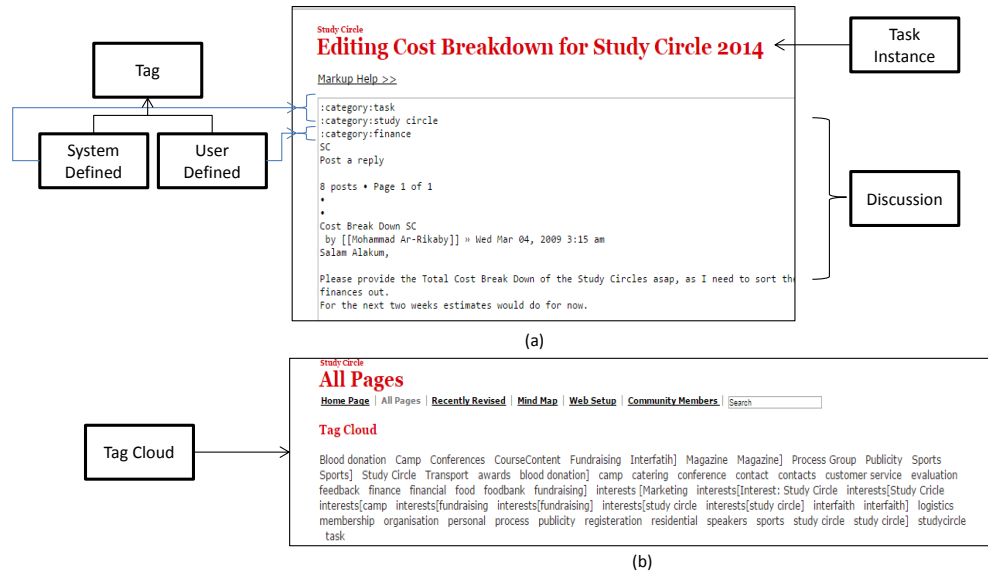 Tag
System
Defined
User
Defined
Study Circle
Editing Cost Breakdown for Study Circle 2014
Markup Help >>
:category:task
:category:study circle
:category:finance
SC
Post a reply
8 posts • Page 1 of 1
•
•
Cost Break Down SC
by [[Mohammad Ar-Rikaby]] » Wed Mar 04, 2009 3:15 am
Salam Alakum,
Please provide the Total Cost Break Down of the Study Circles asap, as I need to sort the
finances out.
For the next two weeks estimates would do for now.
Task
Instance
Discussion
(a)
Tag Cloud
Study Circle
All Pages
Home Page | All Pages | Recently Revised | Mind Map | Web Setup | Community Members | Search
Tag Cloud
Blood donation Camp Conferences CourseContent Fundraising Interfatih] Magazine Magazine] Process Group Publicity Sports
Sports] Study Circle Transport awards blood donation] camp catering conference contact contacts customer service evaluation
feedback finance financial food foodbank fundraising] interests [Marketing interests[Interest: Study Circle interests[Study Cricle
interests[camp interests[fundraising interests[fundraising] interests[study circle interests[study circle] interfaith interfaith] logistics
membership organisation personal process publicity registeration residential speakers sports study circle study circle] studycircle
task
(b)